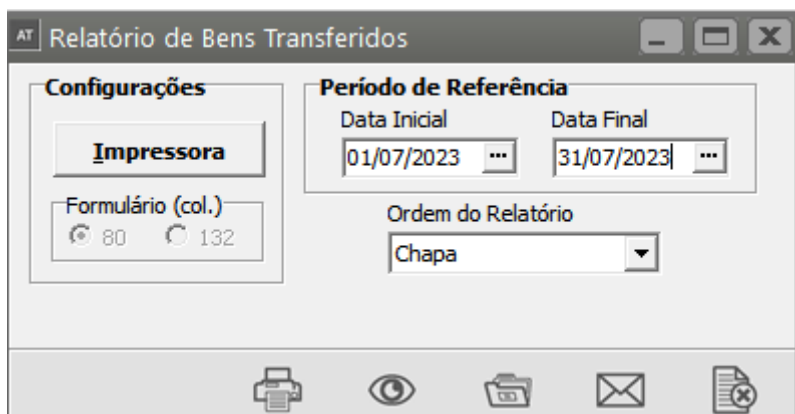 AT Relatório de Bens Transferidos
Configurações
Impressora
Formulário (col.)
80 132
Período de Referência
Data Inicial Data Final
01/07/2023 ... 31/07/2023 ...
Ordem do Relatório
Chapa